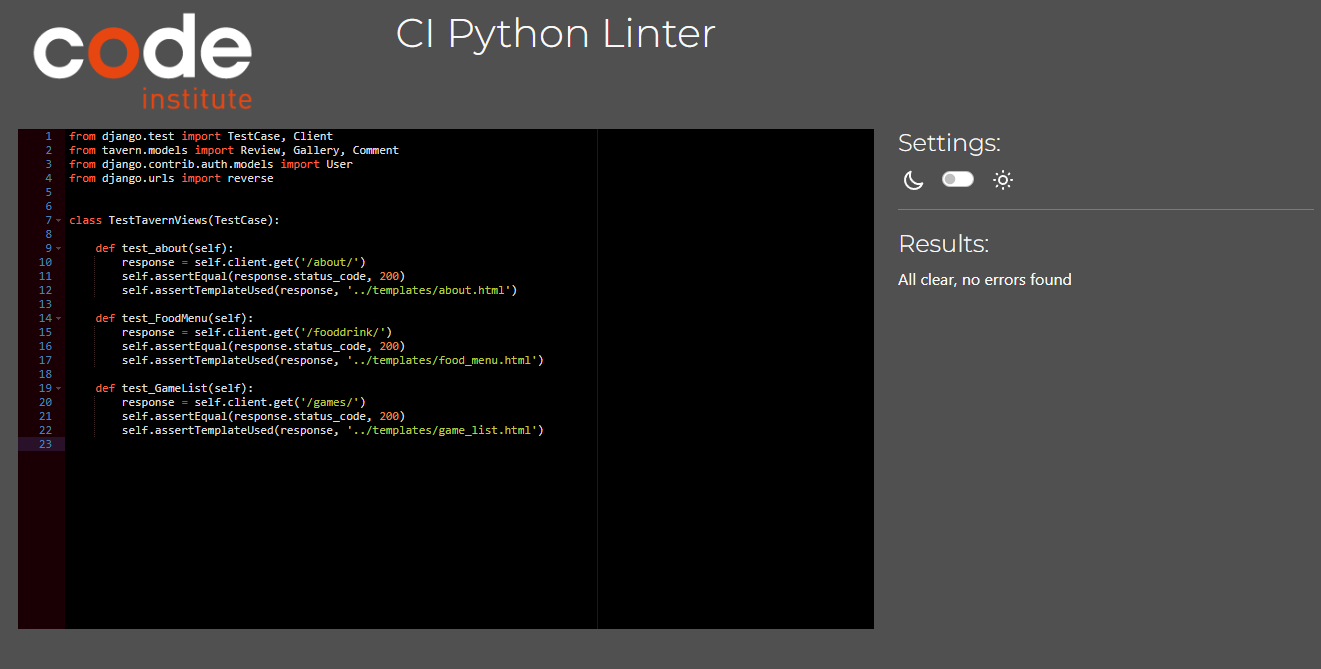 code
institute
CI Python Linter
1 from django.test import TestCase, Client
2 from tavern.models import Review, Gallery, Comment
3 from django.contrib.auth.models import User
4 from django.urls import reverse
5
6
7 class TestTavernViews(TestCase):
8
9     def test_about(self):
10         response = self.client.get('/about/')
11         self.assertEqual(response.status_code, 200)
12         self.assertTemplateUsed(response, '../templates/about.html')
13
14     def test_FoodMenu(self):
15         response = self.client.get('/fooddrink/')
16         self.assertEqual(response.status_code, 200)
17         self.assertTemplateUsed(response, '../templates/food_menu.html')
18
19     def test_GameList(self):
20         response = self.client.get('/games/')
21         self.assertEqual(response.status_code, 200)
22         self.assertTemplateUsed(response, '../templates/game_list.html')
23
Settings:
Results:
All clear, no errors found